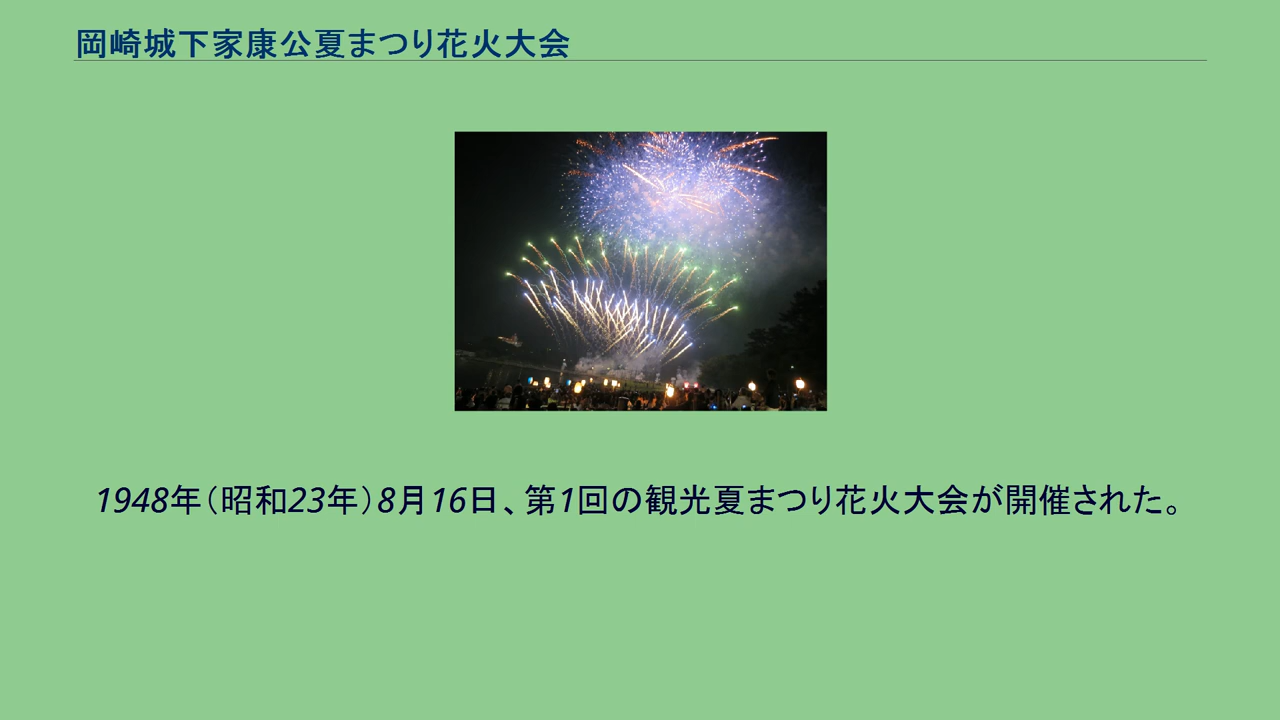 岡崎城下家康公夏まつり花火大会
1948年（昭和23年）8月16日、第1回の観光夏まつり花火大会が開催された。